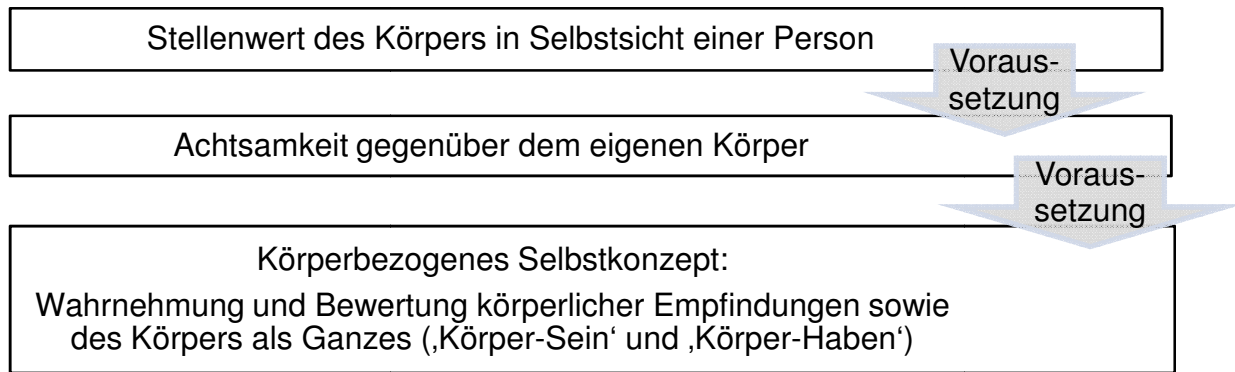 Stellenwert des Körpers in Selbstsicht einer Person
Voraus-
setzung
Achtsamkeit gegenüber dem eigenen Körper
Voraus-
setzung
Körperbezogenes Selbstkonzept:
Wahrnehmung und Bewertung körperlicher Empfindungen sowie
des Körpers als Ganzes (‚Körper-Sein‘ und ‚Körper-Haben‘)